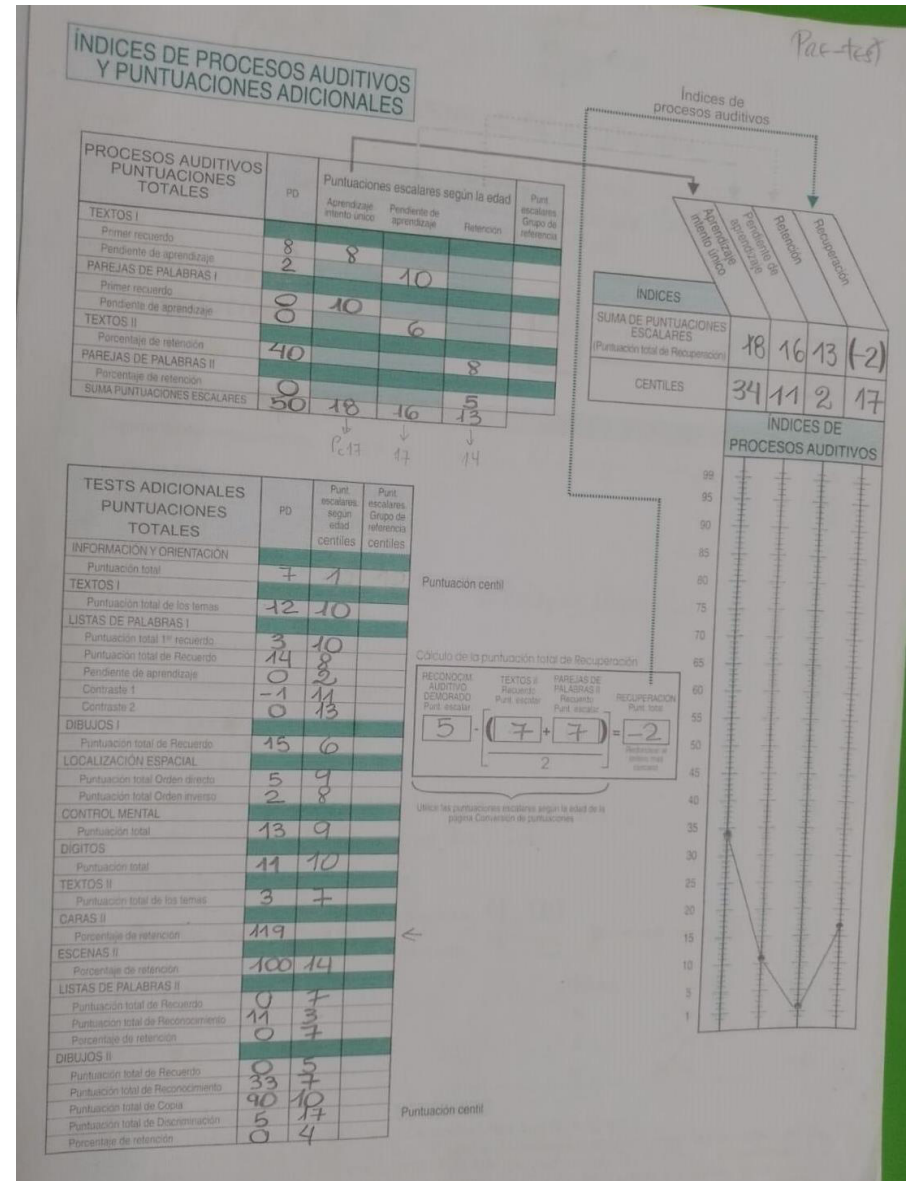 Pre-test
ÍNDICES DE PROCESOS AUDITIVOS
Y PUNTUACIONES ADICIONALES
Índices de
procesos auditivos
PROCESOS AUDITIVOS
PUNTUACIONES
TOTALES
PD
Puntuaciones escalares según la edad
Aprendizaje
intento único
Pendiente de
aprendizaje
Retención
Punt.
escalares
Grupo de
referencia
TEXTOS I
Primer recuerdo 8 8
Pendiente de aprendizaje 2 10
PAREJAS DE PALABRAS I
Primer recuerdo 0 10
Pendiente de aprendizaje 0 6
TEXTOS II
Porcentaje de retención 40 8
PAREJAS DE PALABRAS II
Porcentaje de retención 0 5
SUMA PUNTUACIONES ESCALARES 50 18 16 13
Pc17 17 14
Aprendizaje
intento único
Pendiente de
aprendizaje
Retención
Recuperación
ÍNDICES
SUMA DE PUNTUACIONES
ESCALARES
(Puntuación total de Recuperación)
18 16 13 (-2)
CENTILES 34 11 2 17
ÍNDICES DE
PROCESOS AUDITIVOS
99
95
90
85
80
75
70
65
60
55
50
45
40
35
30
25
20
15
10
5
1
TESTS ADICIONALES
PUNTUACIONES
TOTALES
PD
Punt.
escalares
según
edad
centiles
Punt.
escalares
Grupo de
referencia
centiles
INFORMACIÓN Y ORIENTACIÓN
Puntuación total 7 1
Puntuación centil
TEXTOS I
Puntuación total de los temas 12 10
LISTAS DE PALABRAS I
Puntuación total 1er recuerdo 3 10
Puntuación total de Recuerdo 14 8
Pendiente de aprendizaje 0 2
Contraste 1 -1 11
Contraste 2 0 13
DIBUJOS I
Puntuación total de Recuerdo 15 6
LOCALIZACIÓN ESPACIAL
Puntuación total Orden directo 5 9
Puntuación total Orden inverso 2 8
CONTROL MENTAL
Puntuación total 13 9
DÍGITOS
Puntuación total 11 10
TEXTOS II
Puntuación total de los temas 3 7
CARAS II
Porcentaje de retención 119 ←
ESCENAS II
Porcentaje de retención 100 14
LISTAS DE PALABRAS II
Puntuación total de Recuerdo 0 7
Puntuación total de Reconocimiento 11 3
Porcentaje de retención 0 7
DIBUJOS II
Puntuación total de Recuerdo 0 5
Puntuación total de Reconocimiento 33 7
Puntuación total de Copia 90 10
Puntuación total de Discriminación 5 17
Puntuación centil
Porcentaje de retención 0 4
Cálculo de la puntuación total de Recuperación
RECONOCIM.
AUDITIVO
DEMORADO
Punt. escalar
TEXTOS II
Recuerdo
Punt. escalar
PAREJAS DE
PALABRAS II
Recuerdo
Punt. escalar
RECUPERACIÓN
Punt. total
5 - ( 7 + 7 ) = -2
2
Redondear al
entero más
cercano
Utilice las puntuaciones escalares según la edad de la
página Conversión de puntuaciones